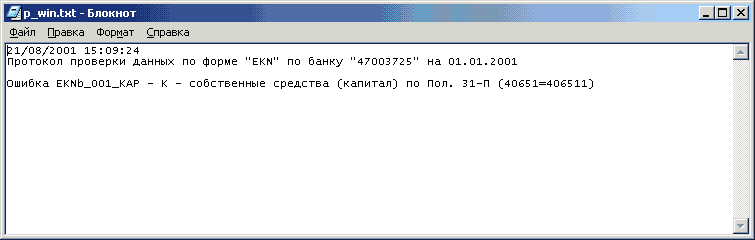 p_win.txt - Блокнот
Файл Правка Формат Справка
21/08/2001 15:09:24
Протокол проверки данных по форме "EKN" по банку "47003725" на 01.01.2001
Ошибка EKNb_001_KAP - К - собственные средства (капитал) по Пол. 31-П (40651=406511)